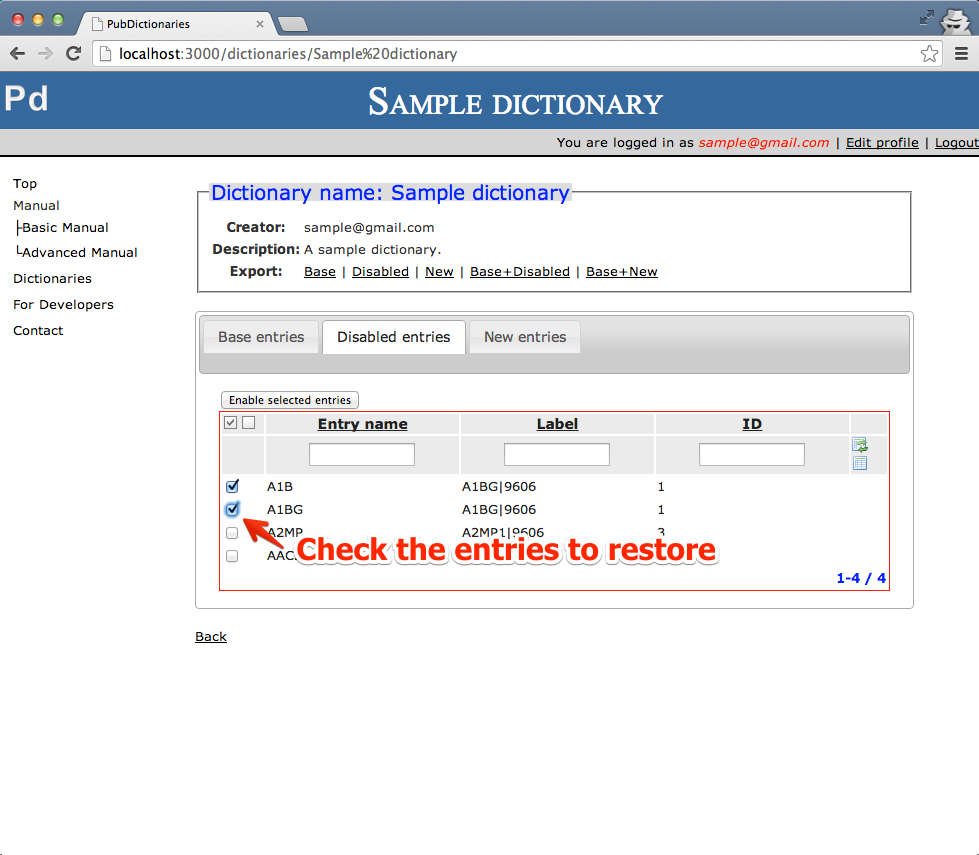 PubDictionaries
localhost:3000/dictionaries/Sample%20dictionary
Pd
SAMPLE DICTIONARY
You are logged in as sample@gmail.com | Edit profile | Logout
Top
Manual
├Basic Manual
└Advanced Manual
Dictionaries
For Developers
Contact
Dictionary name: Sample dictionary
Creator: sample@gmail.com
Description: A sample dictionary.
Export: Base | Disabled | New | Base+Disabled | Base+New
Base entries Disabled entries New entries
Enable selected entries
Entry name Label ID
A1B A1BG|9606 1
A1BG A1BG|9606 1
A2MP A2MP1|9606 3
Check the entries to restore
1-4 / 4
Back